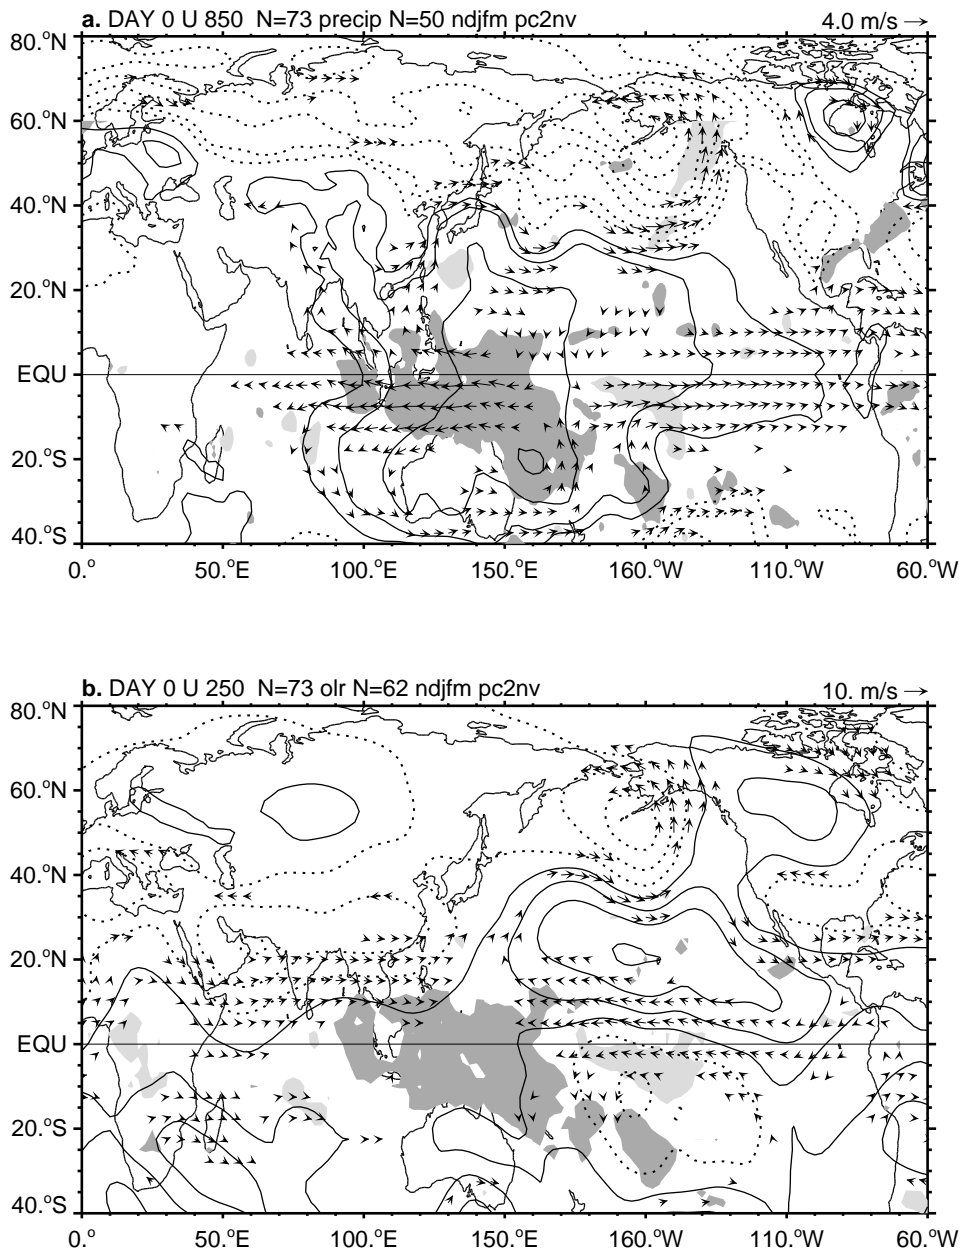 a. DAY 0 U 850 N=73 precip N=50 ndjfm pc2nv 4.0 m/s →
80.°N
60.°N
40.°N
20.°N
EQU
20.°S
40.°S
0.° 50.°E 100.°E 150.°E 160.°W 110.°W 60.°W
b. DAY 0 U 250 N=73 olr N=62 ndjfm pc2nv 10. m/s →
80.°N
60.°N
40.°N
20.°N
EQU
20.°S
40.°S
0.° 50.°E 100.°E 150.°E 160.°W 110.°W 60.°W